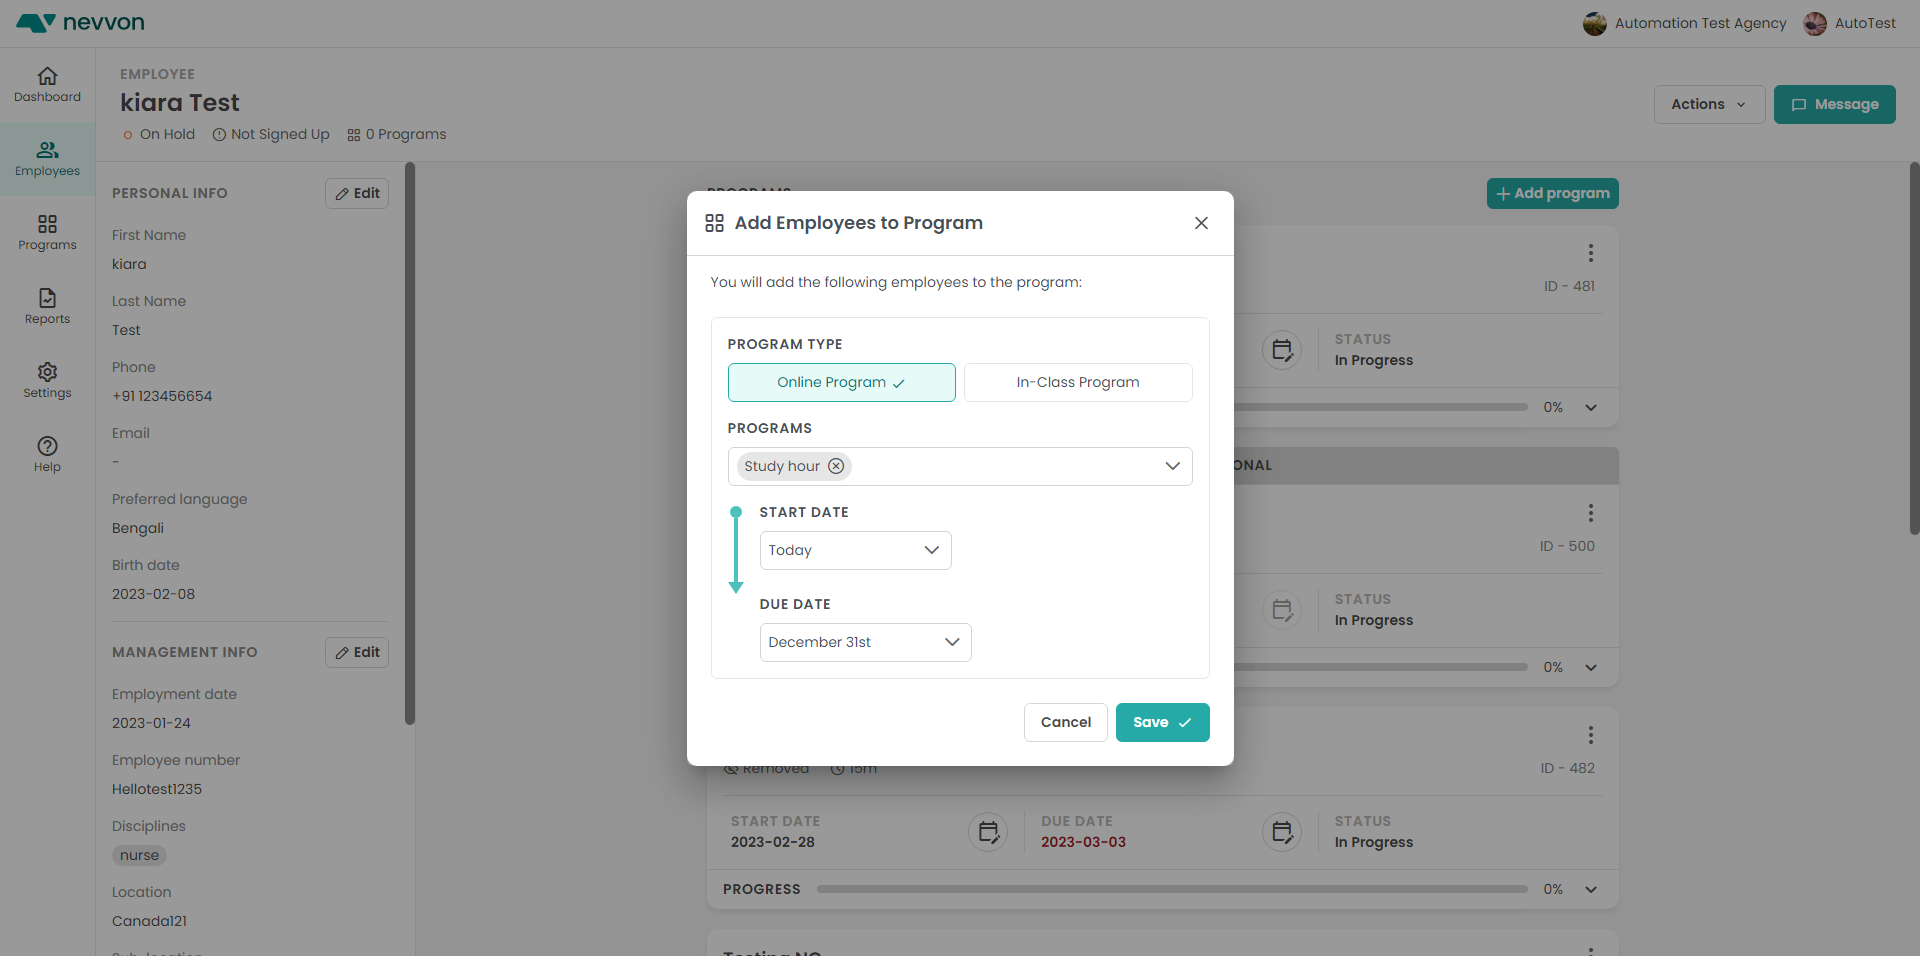 nevvon
Automation Test Agency
AutoTest
Dashboard
Employees
Programs
Reports
Settings
Help
EMPLOYEE
kiara Test
On Hold
Not Signed Up
0 Programs
Actions
Message
PERSONAL INFO
Edit
First Name
kiara
Last Name
Test
Phone
+91 123456654
Email
-
Preferred language
Bengali
Birth date
2023-02-08
MANAGEMENT INFO
Edit
Employment date
2023-01-24
Employee number
Hellotest1235
Disciplines
nurse
Location
Canada121
Sub-location
PROGRAMS
Add program
Add Employees to Program
You will add the following employees to the program:
PROGRAM TYPE
Online Program
In-Class Program
PROGRAMS
Study hour
START DATE
Today
DUE DATE
December 31st
Cancel
Save
ID - 481
STATUS
In Progress
0%
ONAL
ID - 500
STATUS
In Progress
0%
Removed
15m
ID - 482
START DATE
2023-02-28
DUE DATE
2023-03-03
STATUS
In Progress
PROGRESS
0%
Testing NO